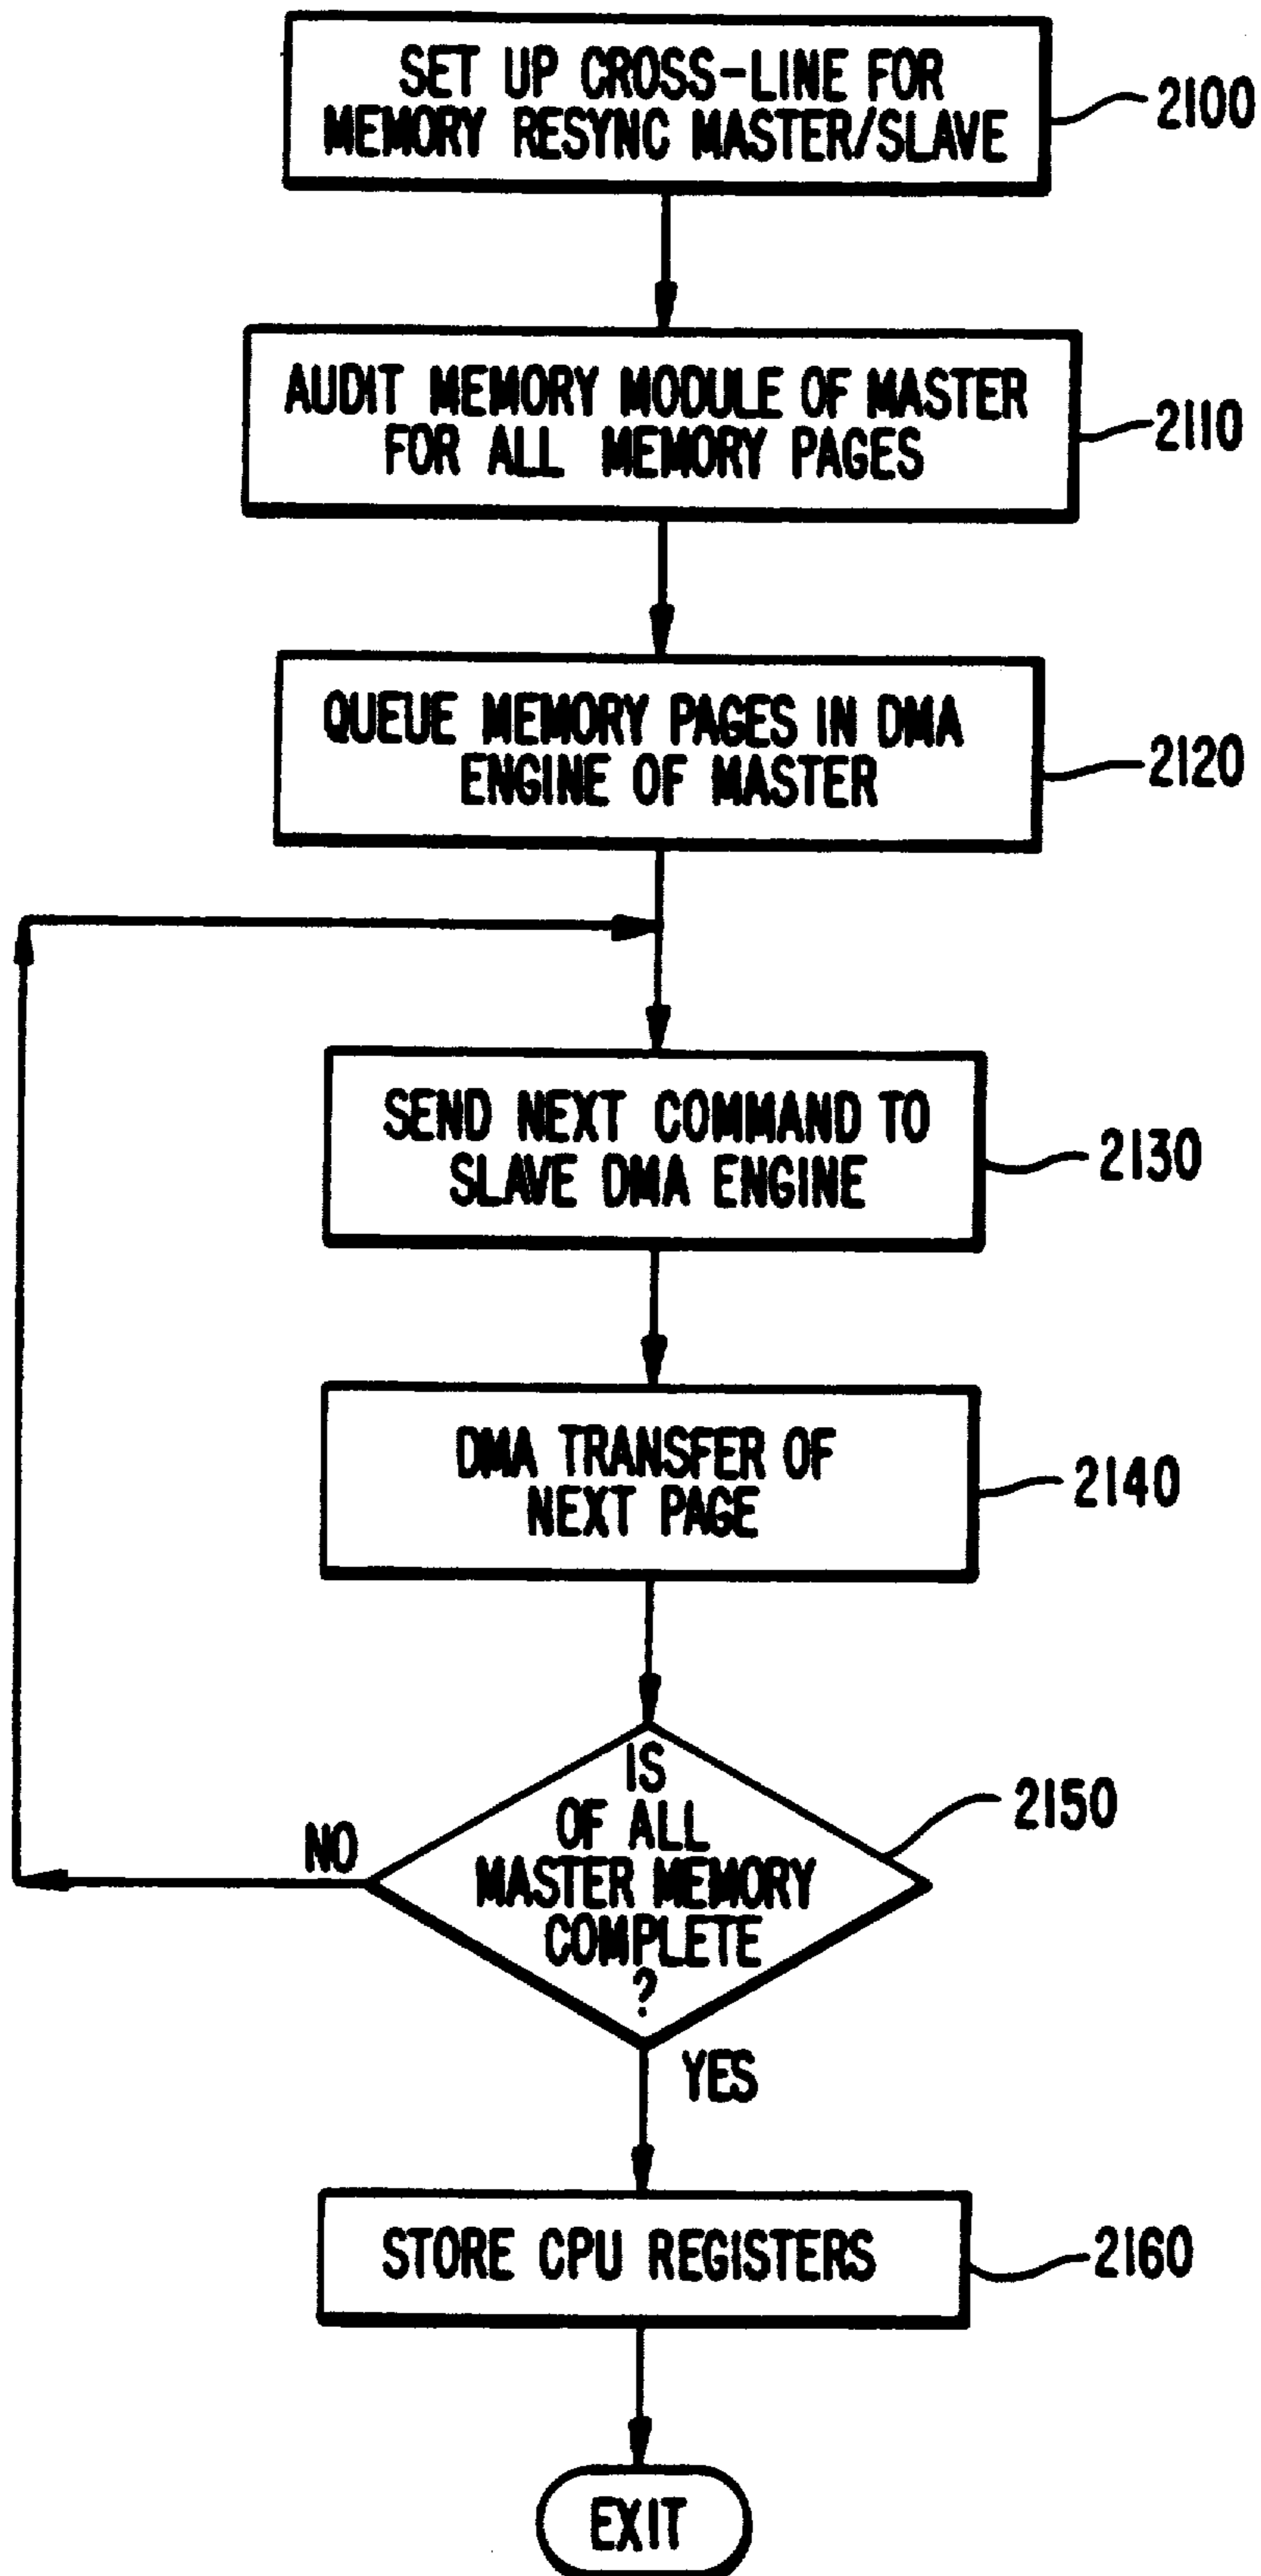 SET UP CROSS-LINE FOR
MEMORY RESYNC MASTER/SLAVE
2100
AUDIT MEMORY MODULE OF MASTER
FOR ALL MEMORY PAGES
2110
QUEUE MEMORY PAGES IN DMA
ENGINE OF MASTER
2120
SEND NEXT COMMAND TO
SLAVE DMA ENGINE
2130
DMA TRANSFER OF
NEXT PAGE
2140
IS
OF ALL
MASTER MEMORY
COMPLETE
?
2150
NO
YES
STORE CPU REGISTERS
2160
EXIT